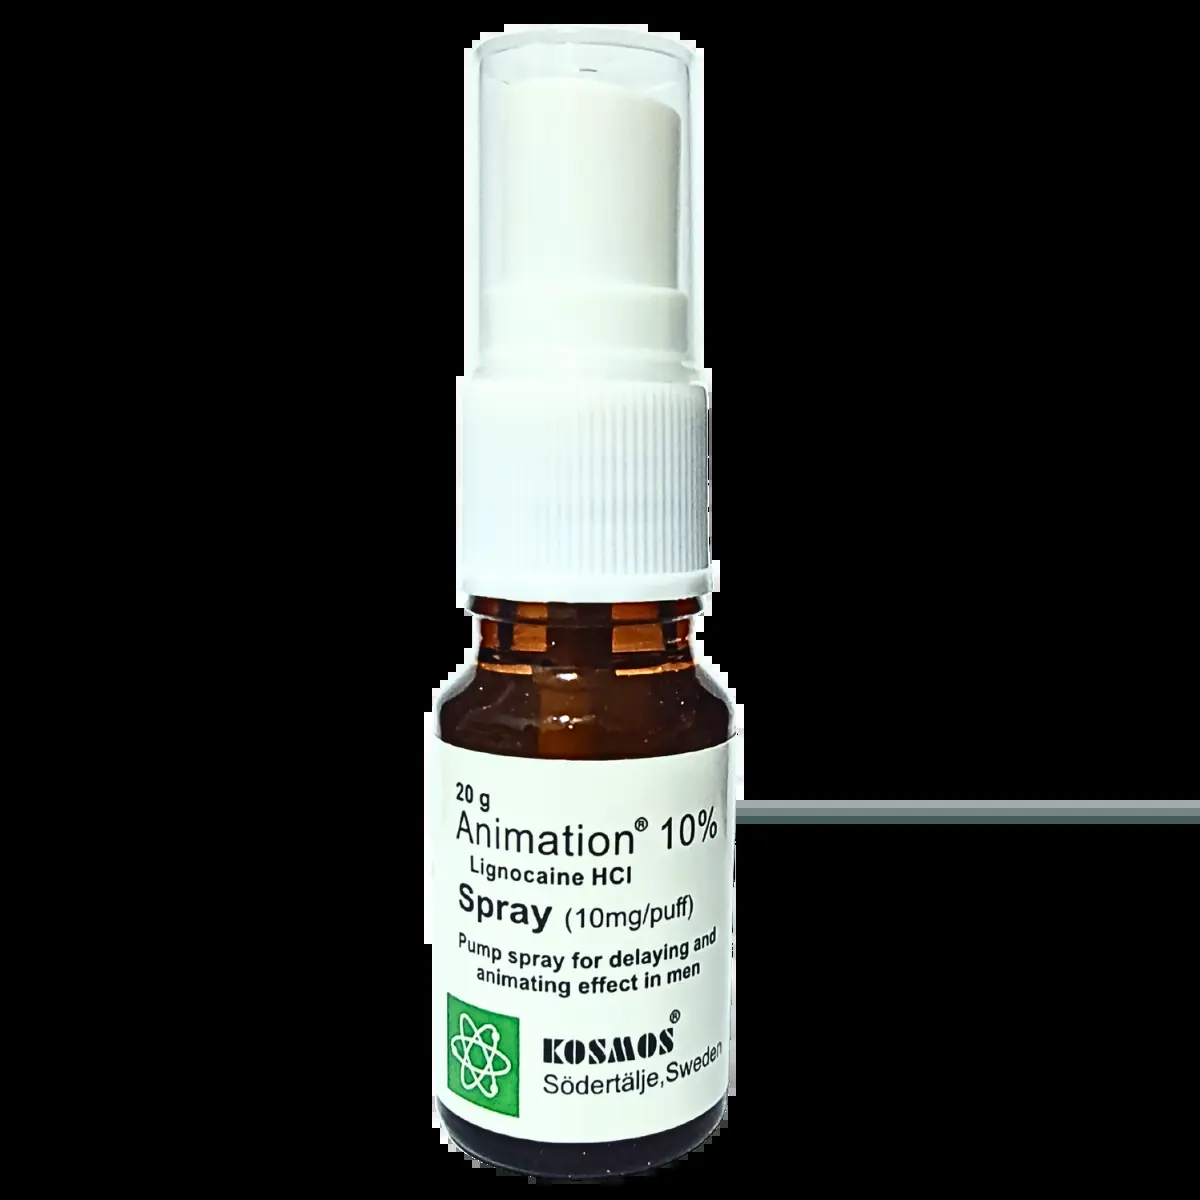 20 g
Animation® 10%
Lignocaine HCl
Spray (10mg/puff)
Pump spray for delaying and
animating effect in men
KOSMOS®
Södertälje,Sweden